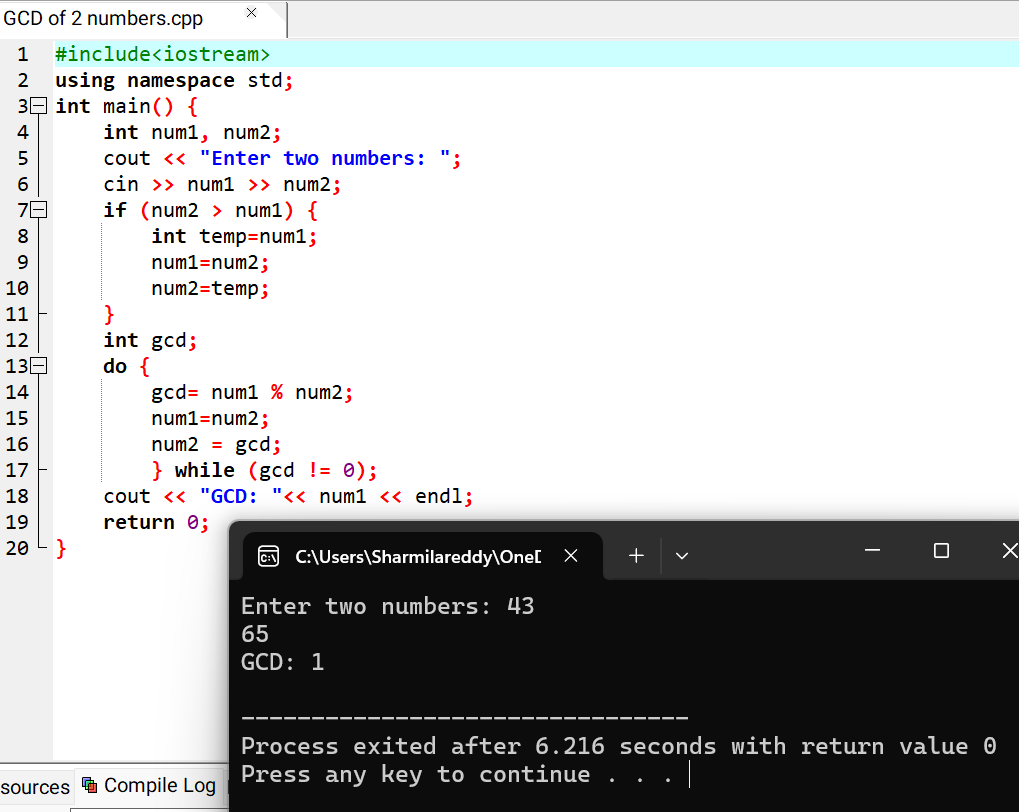 GCD of 2 numbers.cpp
1 #include<iostream>
2 using namespace std;
3 int main() {
4 int num1, num2;
5 cout << "Enter two numbers: ";
6 cin >> num1 >> num2;
7 if (num2 > num1) {
8 int temp=num1;
9 num1=num2;
10 num2=temp;
11 }
12 int gcd;
13 do {
14 gcd= num1 % num2;
15 num1=num2;
16 num2 = gcd;
17 } while (gcd != 0);
18 cout << "GCD: "<< num1 << endl;
19 return 0;
20 }
C:\Users\Sharmilareddy\OneD
Enter two numbers: 43
65
GCD: 1
--------------------------------
Process exited after 6.216 seconds with return value 0
Press any key to continue . . .
sources Compile Log